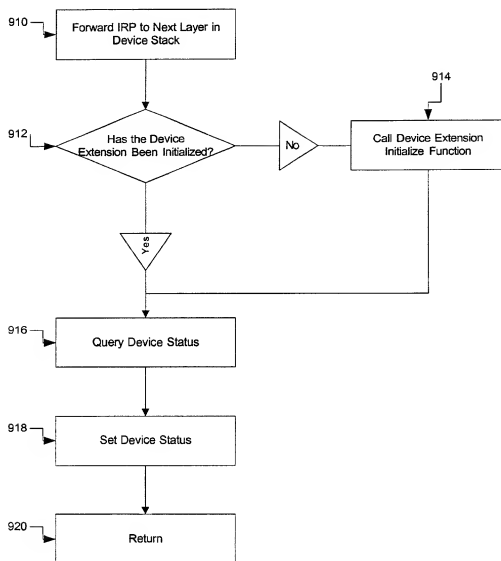 910
Forward IRP to Next Layer in
Device Stack
914
912
Has the Device
Extension Been Initialized?
No
Call Device Extension
Initialize Function
Yes
916
Query Device Status
918
Set Device Status
920
Return